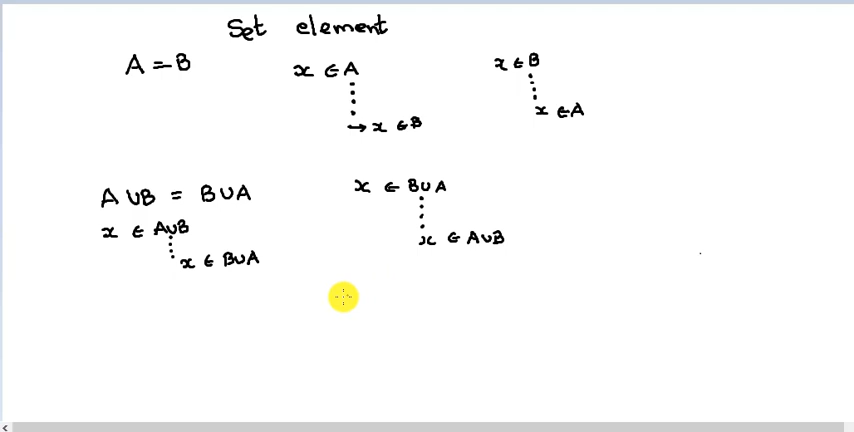 Set element
A = B
x ∈ A
→ x ∈ B
x ∈ B
x ∈ A
A ∪ B = B ∪ A
x ∈ A∪B
x ∈ B∪A
x ∈ B∪A
x ∈ A∪B